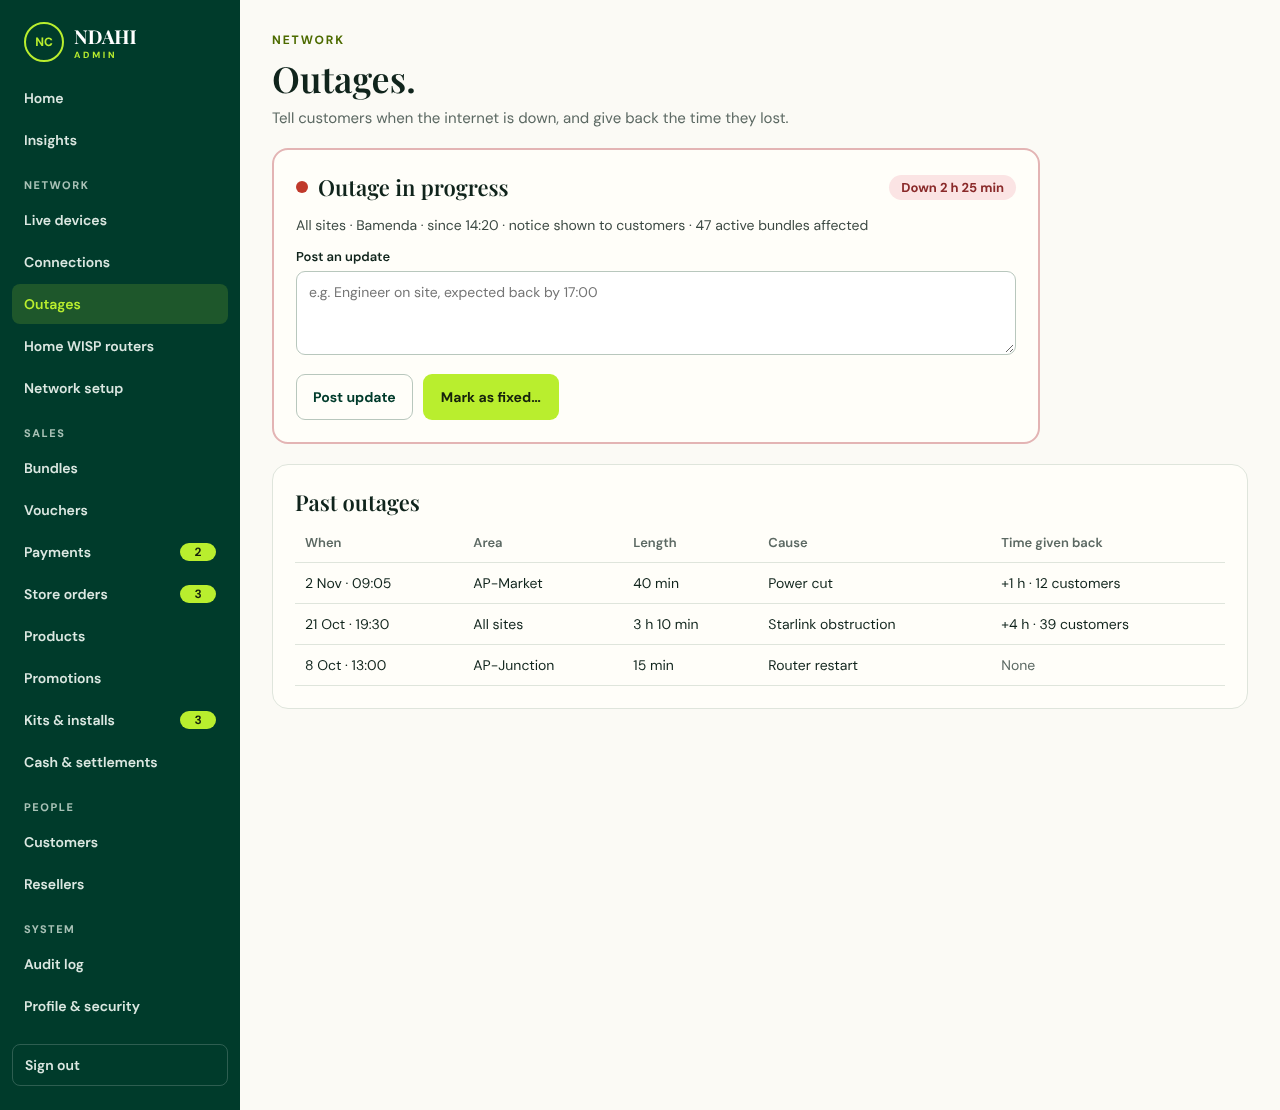 NC
NDAHI
ADMIN
Home
Insights
NETWORK
Live devices
Connections
Outages
Home WISP routers
Network setup
SALES
Bundles
Vouchers
Payments 2
Store orders 3
Products
Promotions
Kits & installs 3
Cash & settlements
PEOPLE
Customers
Resellers
SYSTEM
Audit log
Profile & security
Sign out
NETWORK
Outages.
Tell customers when the internet is down, and give back the time they lost.
Outage in progress Down 2 h 25 min
All sites · Bamenda · since 14:20 · notice shown to customers · 47 active bundles affected
Post an update
e.g. Engineer on site, expected back by 17:00
Post update Mark as fixed...
Past outages
When Area Length Cause Time given back
2 Nov · 09:05 AP-Market 40 min Power cut +1 h · 12 customers
21 Oct · 19:30 All sites 3 h 10 min Starlink obstruction +4 h · 39 customers
8 Oct · 13:00 AP-Junction 15 min Router restart None